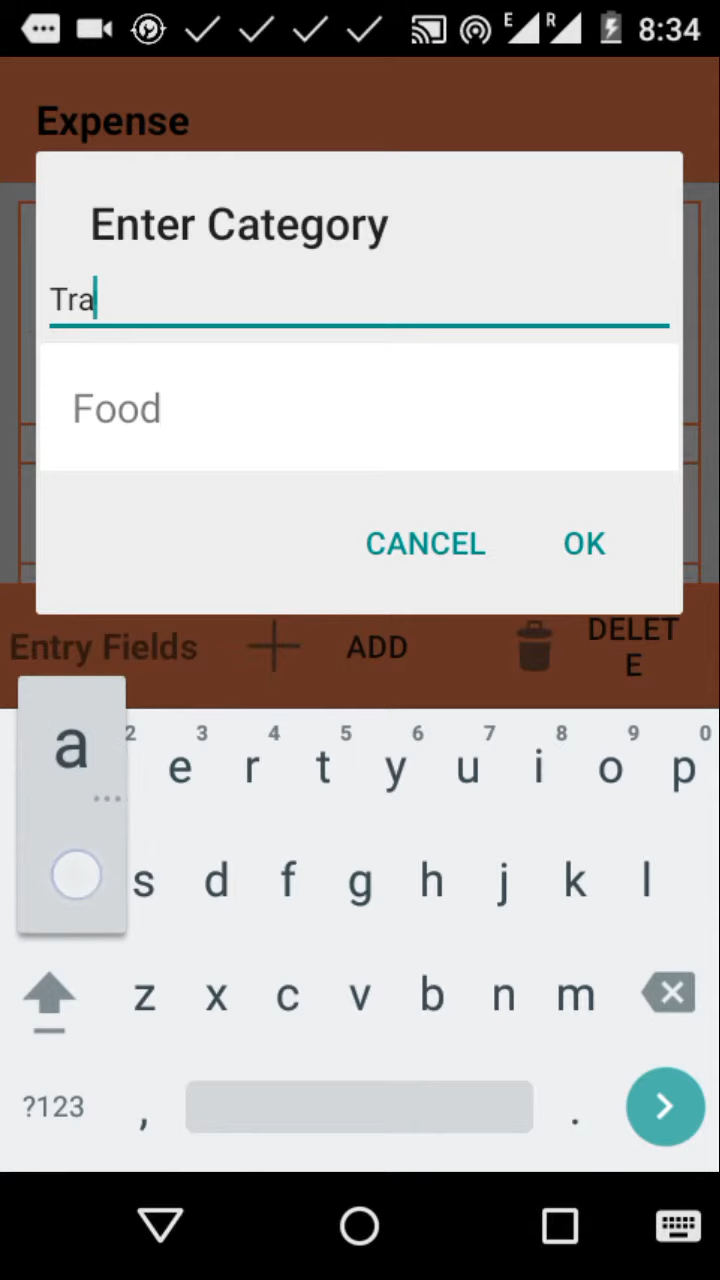 E R 8:34
Expense
Enter Category
Tra
Food
CANCEL OK
Entry Fields ADD DELET
E
a 2 3 4 5 6 7 8 9 0
e r t y u i o p
s d f g h j k l
z x c v b n m
?123 , .